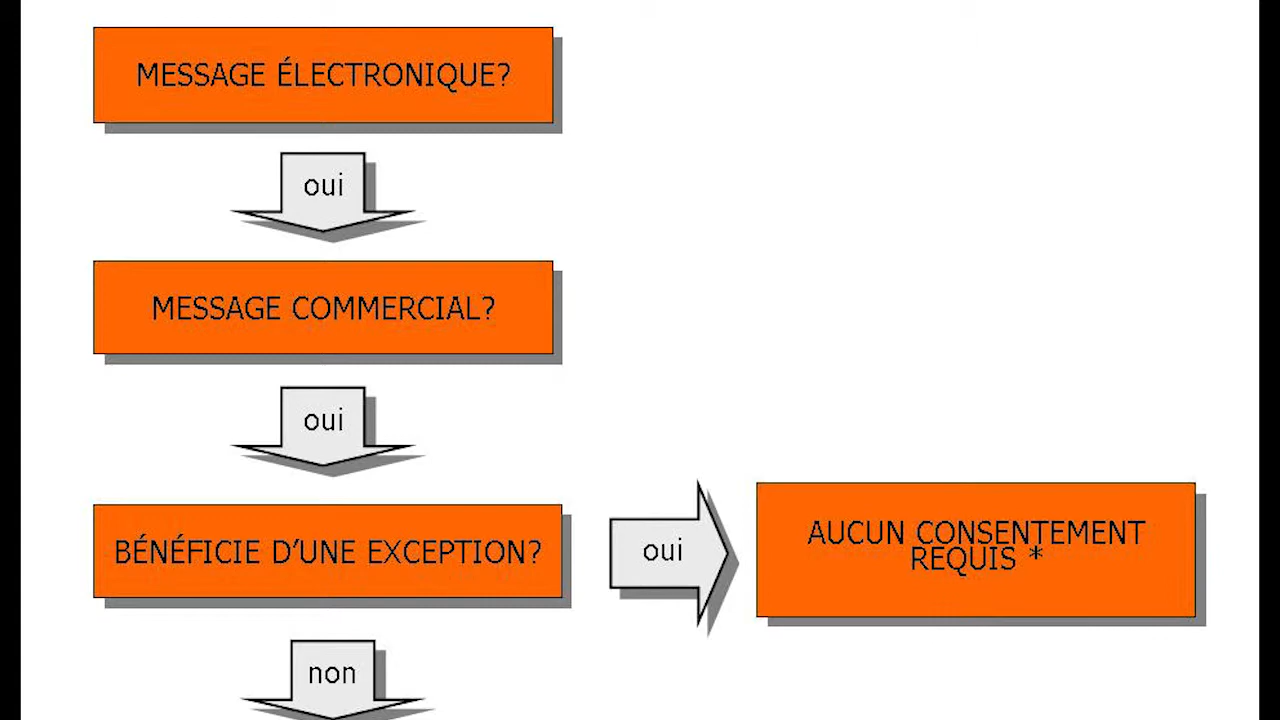 MESSAGE ÉLECTRONIQUE?
oui
MESSAGE COMMERCIAL?
oui
BÉNÉFICIE D’UNE EXCEPTION?
oui
AUCUN CONSENTEMENT
REQUIS *
non